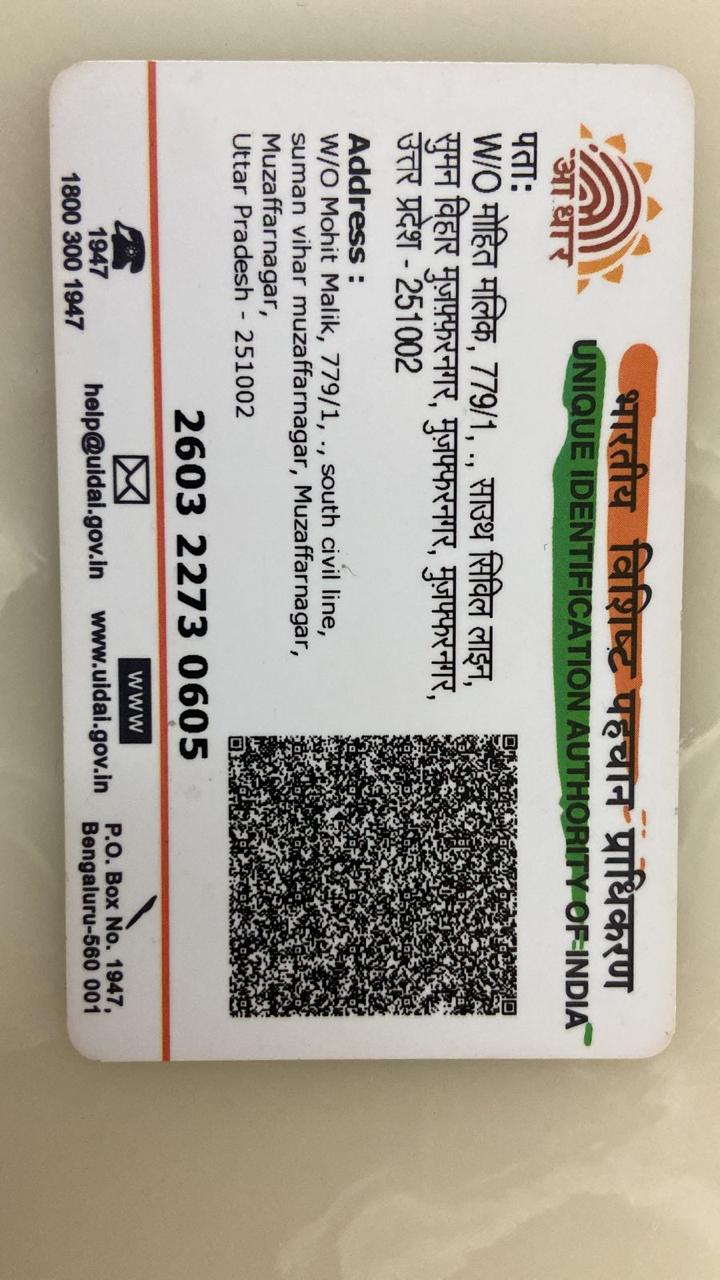 आधार
भारतीय विशिष्ट पहचान प्राधिकरण
UNIQUE IDENTIFICATION AUTHORITY OF INDIA
पता:
W/O मोहित मलिक, 779/1, ., साउथ सिविल लाइन,
सुमन विहार मुज़फ़्फ़रनगर, मुजफ्फरनगर, मुजफ्फरनगर,
उत्तर प्रदेश - 251002
Address :
W/O Mohit Malik, 779/1, ., south civil line,
suman vihar muzaffarnagar, Muzaffarnagar,
Muzaffarnagar,
Uttar Pradesh - 251002
2603 2273 0605
1947
1800 300 1947
help@uidai.gov.in
www
www.uidai.gov.in
P.O. Box No. 1947,
Bengaluru-560 001